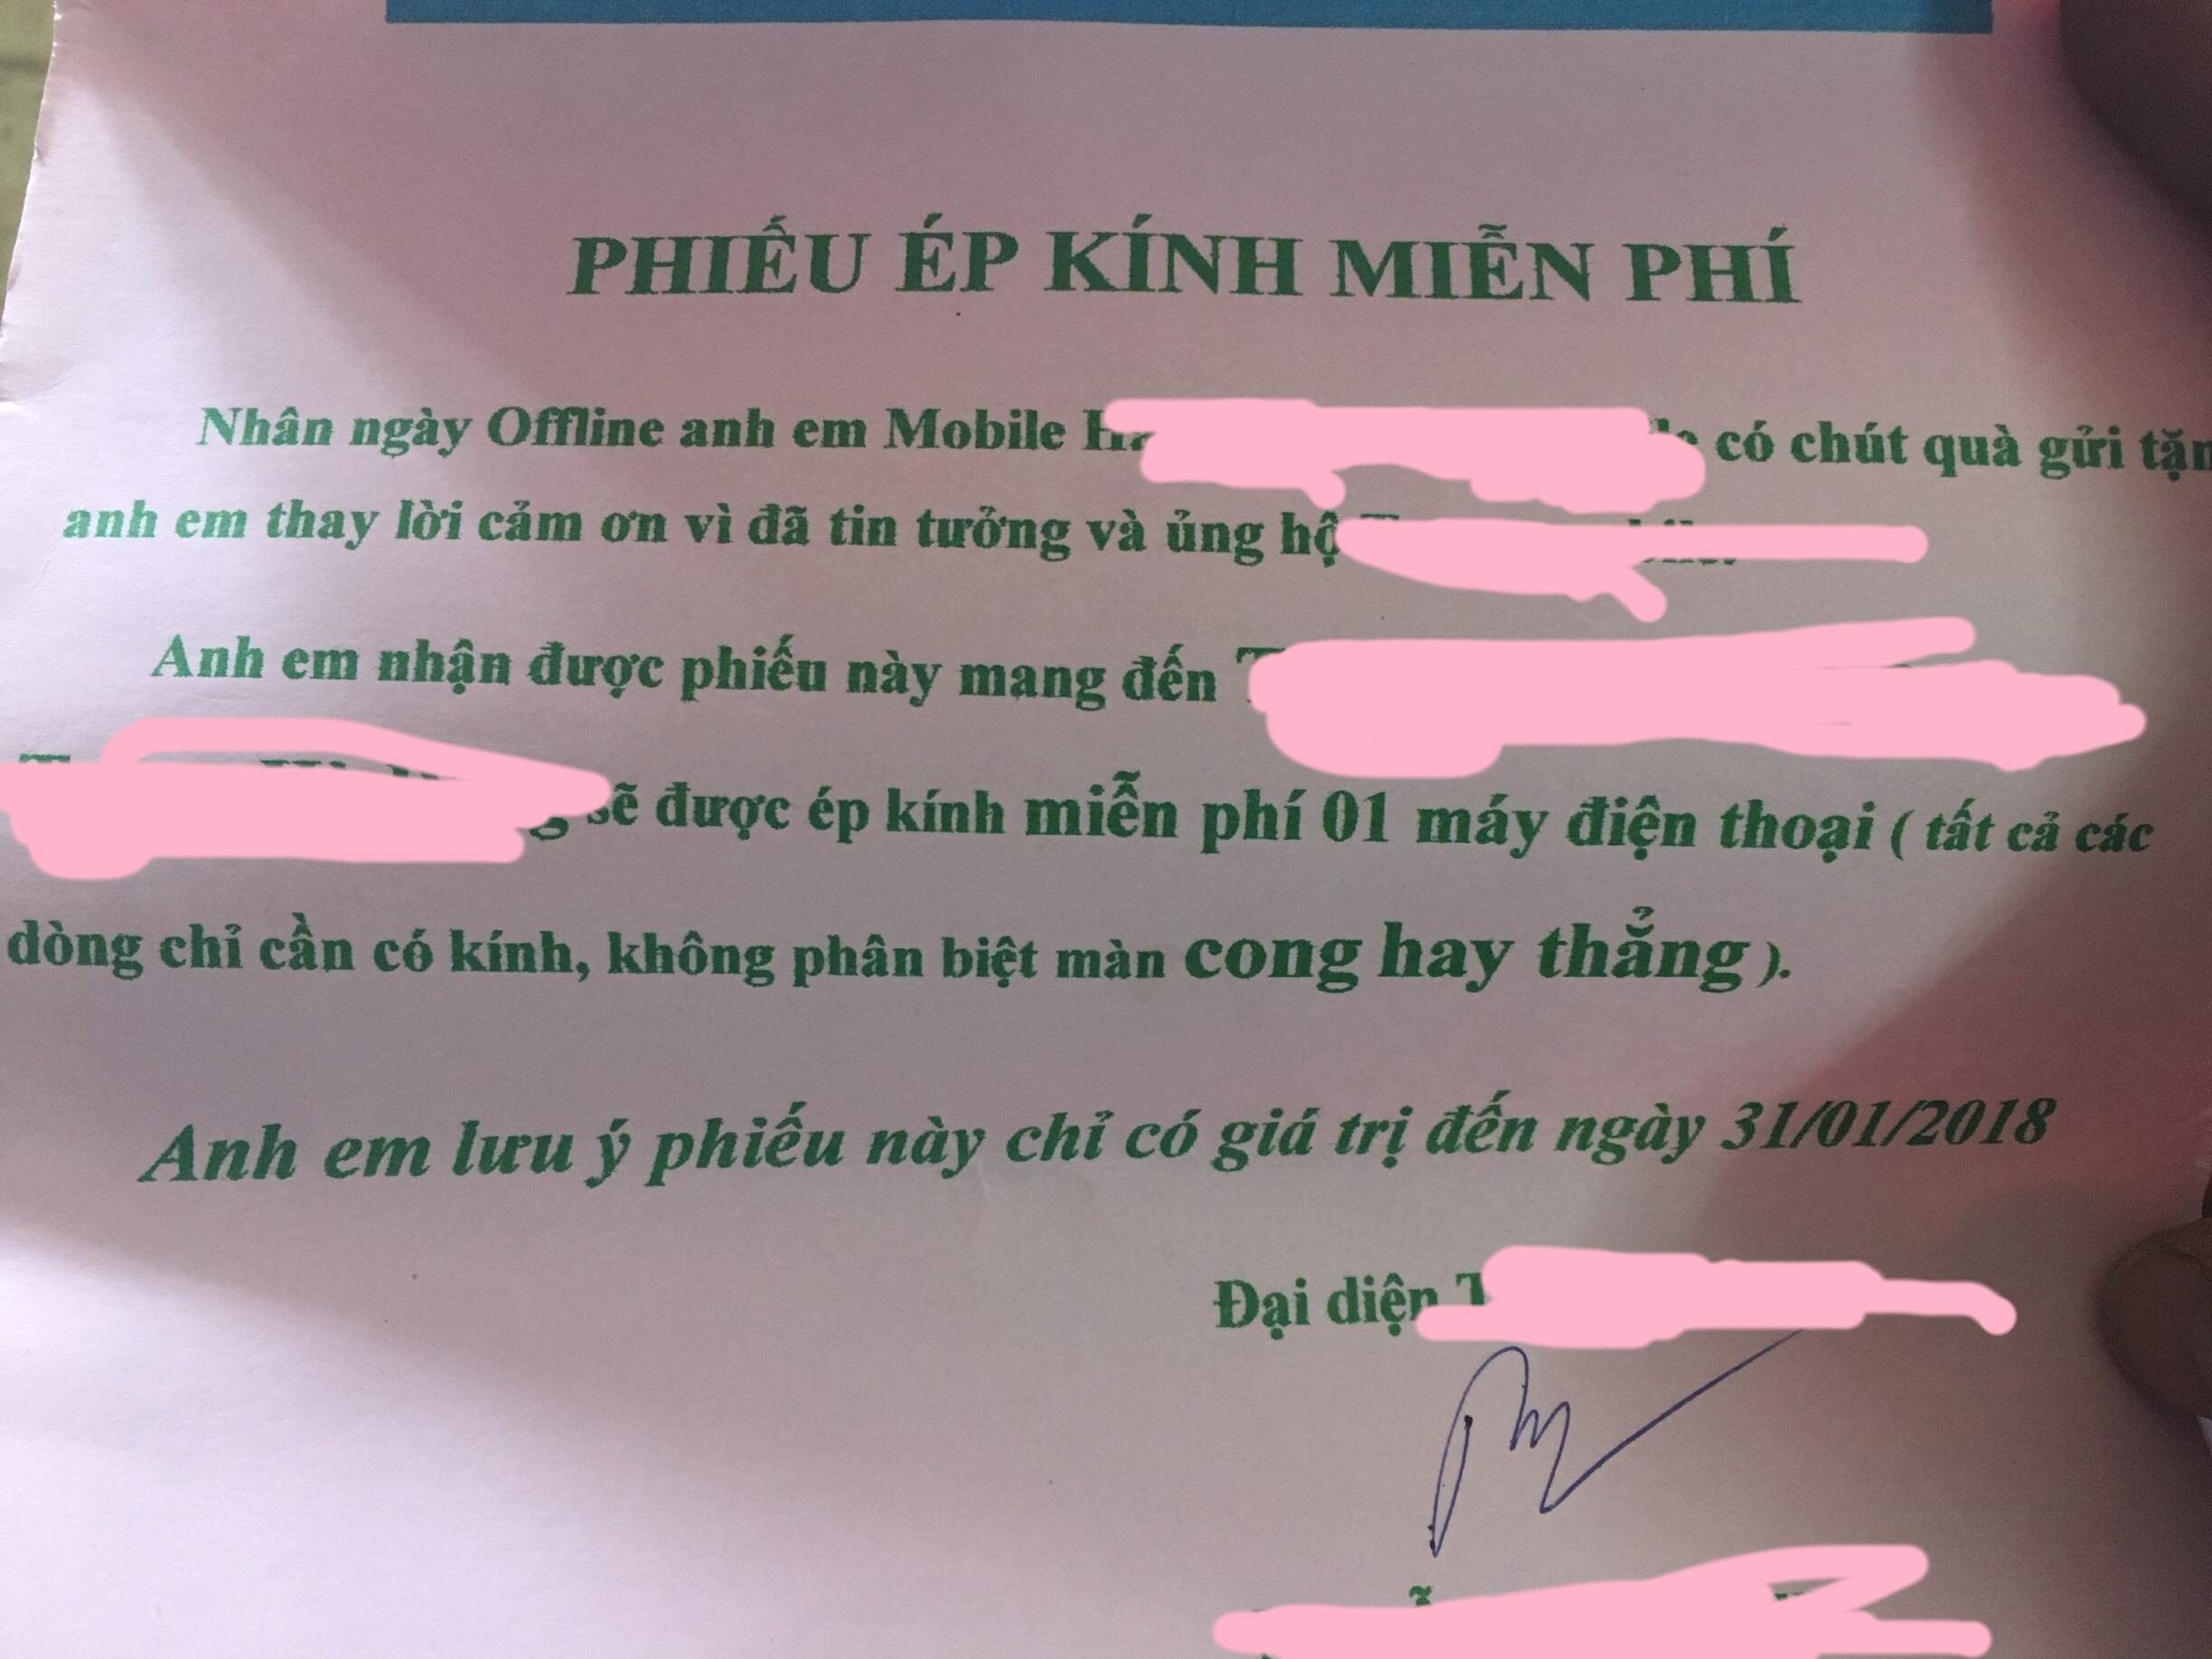 PHIẾU ÉP KÍNH MIỄN PHÍ
Nhân ngày Offline anh em Mobile có chút quà gửi tặn
anh em thay lời cảm ơn vì đã tin tưởng và ủng hộ
Anh em nhận được phiếu này mang đến
sẽ được ép kính miễn phí 01 máy điện thoại ( tất cả các
dòng chỉ cần có kính, không phân biệt màn cong hay thẳng ).
Anh em lưu ý phiếu này chỉ có giá trị đến ngày 31/01/2018
Đại diện